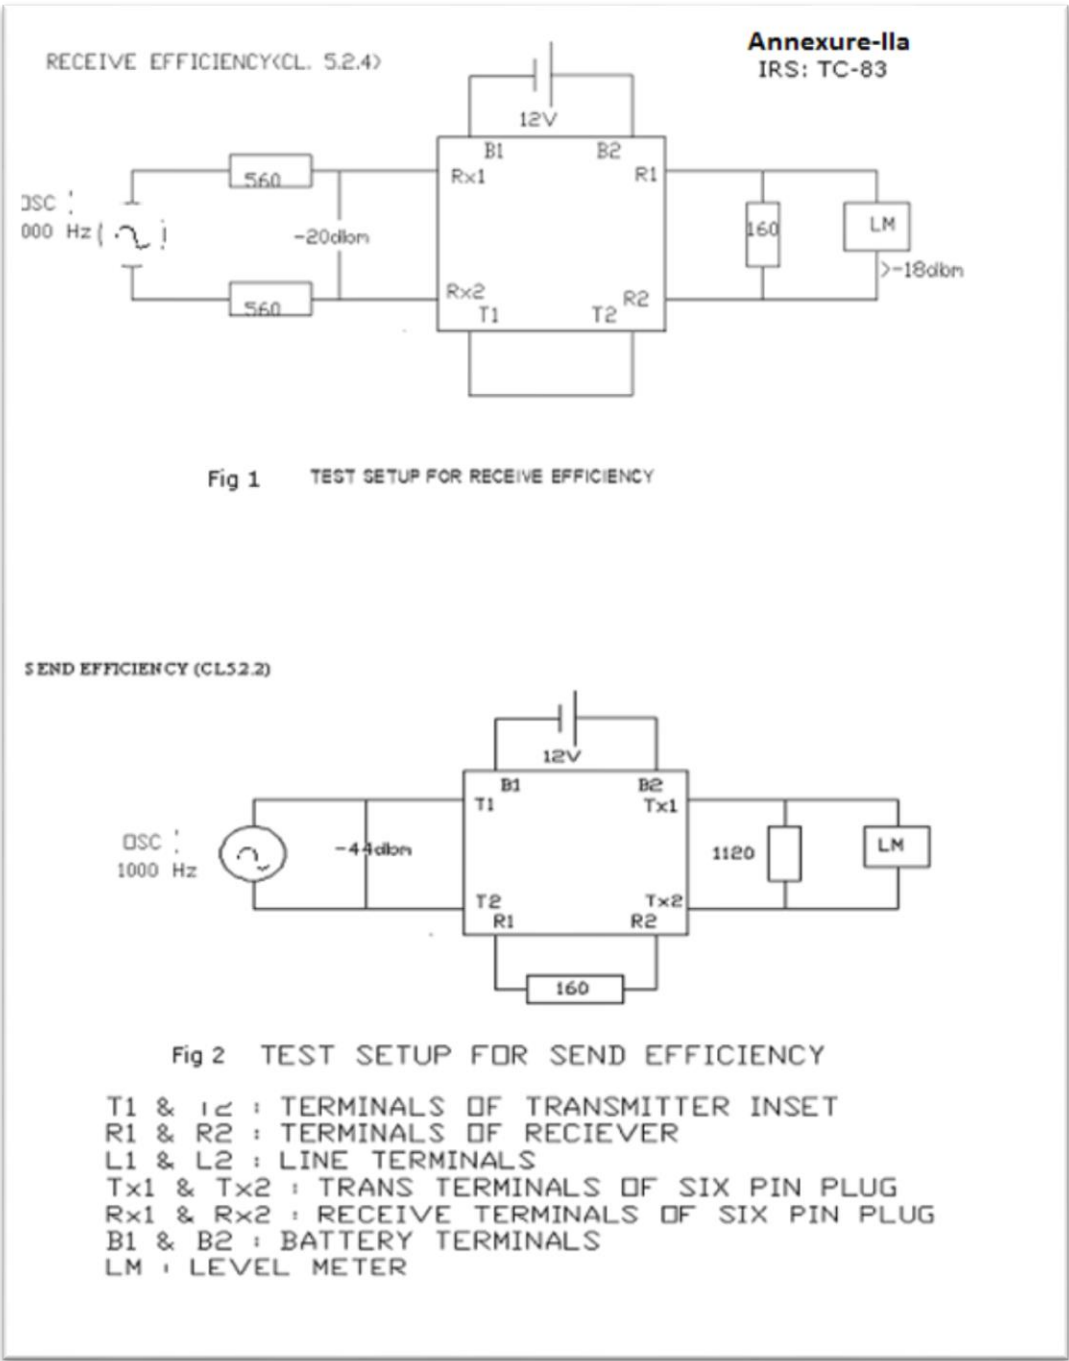 Annexure-IIa
IRS: TC-83
RECEIVE EFFICIENCY(CL. 5.2.4)
12V
B1 B2
Rx1 R1
560
OSC :
000 Hz
-20dbm
160
LM
>-18dbm
Rx2 R2
560
T1 T2
Fig 1 TEST SETUP FOR RECEIVE EFFICIENCY
SEND EFFICIENCY (CL5.2.2)
12V
B1 B2
T1 Tx1
OSC :
1000 Hz
-44dbm
1120
LM
T2 Tx2
R1 R2
160
Fig 2 TEST SETUP FOR SEND EFFICIENCY
T1 & T2 : TERMINALS OF TRANSMITTER INSET
R1 & R2 : TERMINALS OF RECIEVER
L1 & L2 : LINE TERMINALS
Tx1 & Tx2 : TRANS TERMINALS OF SIX PIN PLUG
Rx1 & Rx2 : RECEIVE TERMINALS OF SIX PIN PLUG
B1 & B2 : BATTERY TERMINALS
LM : LEVEL METER